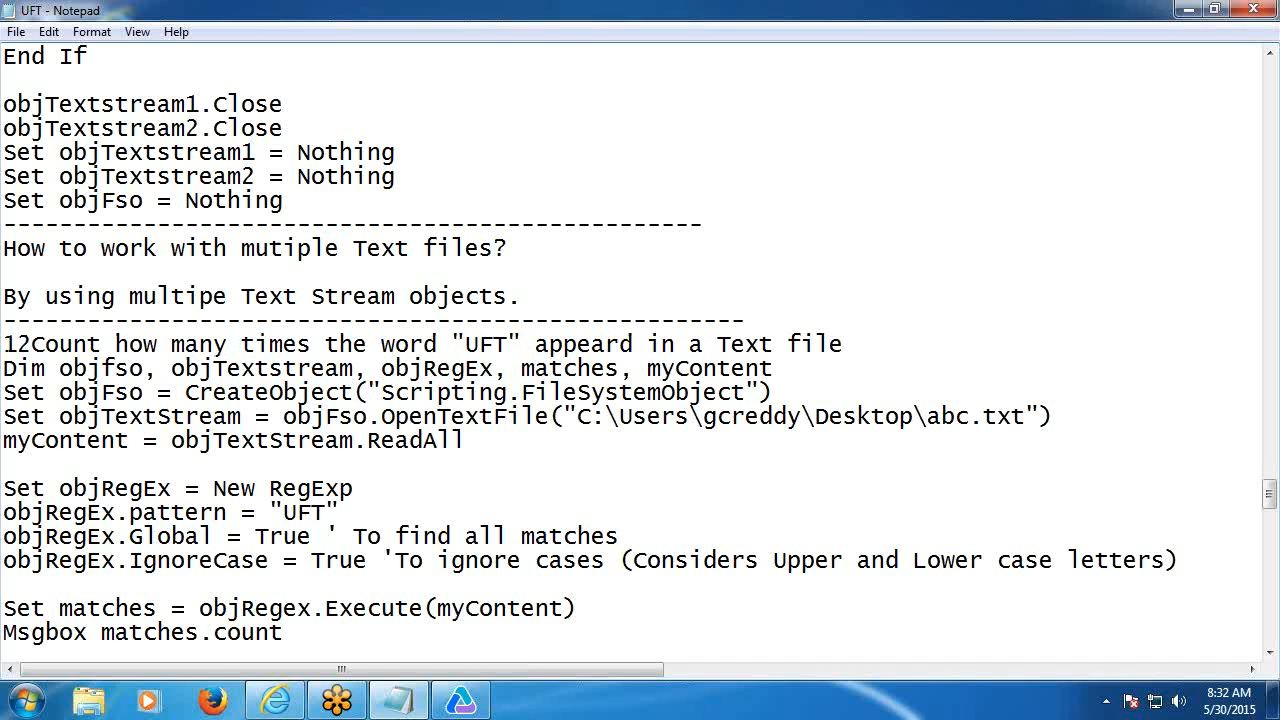 UFT - Notepad
File Edit Format View Help
End If
objTextstream1.Close
objTextstream2.Close
Set objTextstream1 = Nothing
Set objTextstream2 = Nothing
Set objFso = Nothing
--------------------------------------------------
How to work with mutiple Text files?
By using multipe Text Stream objects.
-----------------------------------------------------
12Count how many times the word "UFT" appeard in a Text file
Dim objfso, objTextstream, objRegEx, matches, myContent
Set objFso = CreateObject("Scripting.FileSystemObject")
Set objTextStream = objFso.OpenTextFile("C:\Users\gcreddy\Desktop\abc.txt")
myContent = objTextStream.ReadAll
Set objRegEx = New RegExp
objRegEx.pattern = "UFT"
objRegEx.Global = True ' To find all matches
objRegEx.IgnoreCase = True 'To ignore cases (Considers Upper and Lower case letters)
Set matches = objRegex.Execute(myContent)
Msgbox matches.count
8:32 AM
5/30/2015